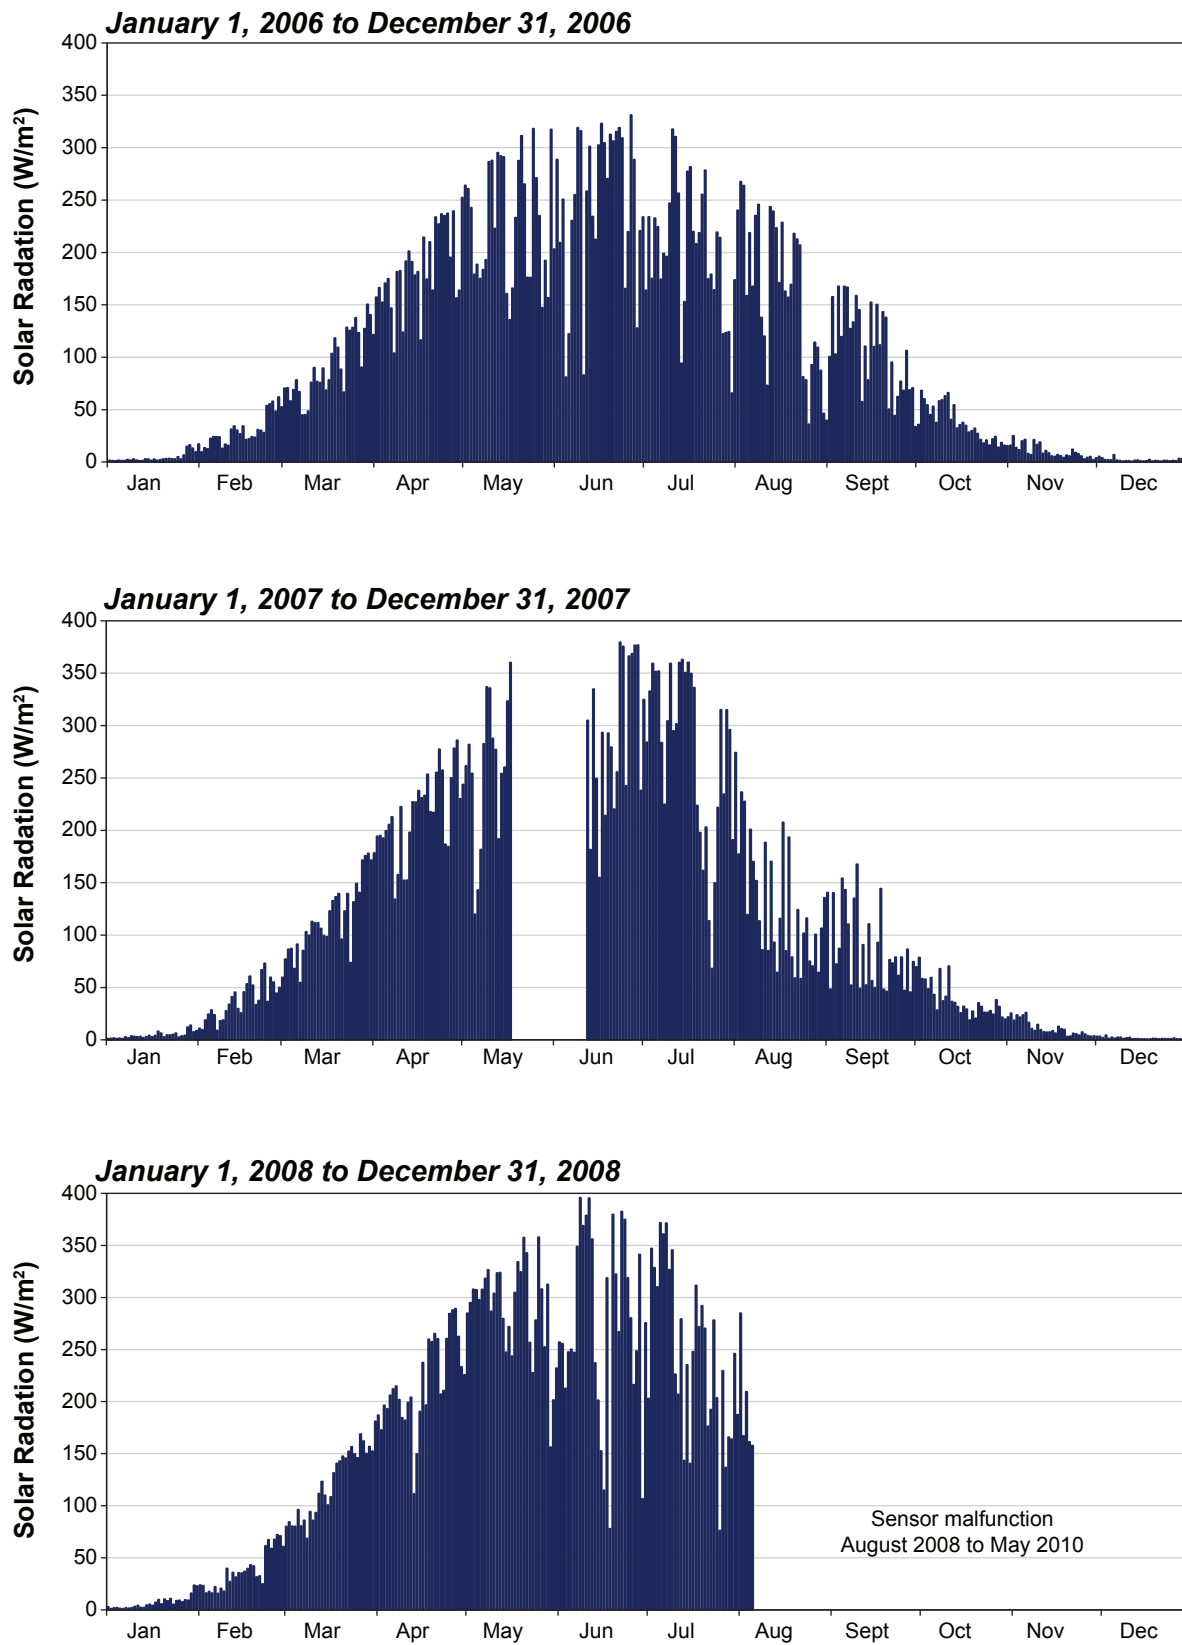 January 1, 2006 to December 31, 2006
Solar Radation (W/m²)
400
350
300
250
200
150
100
50
0
Jan Feb Mar Apr May Jun Jul Aug Sept Oct Nov Dec
January 1, 2007 to December 31, 2007
Solar Radation (W/m²)
400
350
300
250
200
150
100
50
0
Jan Feb Mar Apr May Jun Jul Aug Sept Oct Nov Dec
January 1, 2008 to December 31, 2008
Solar Radation (W/m²)
400
350
300
250
200
150
100
50
0
Sensor malfunction
August 2008 to May 2010
Jan Feb Mar Apr May Jun Jul Aug Sept Oct Nov Dec